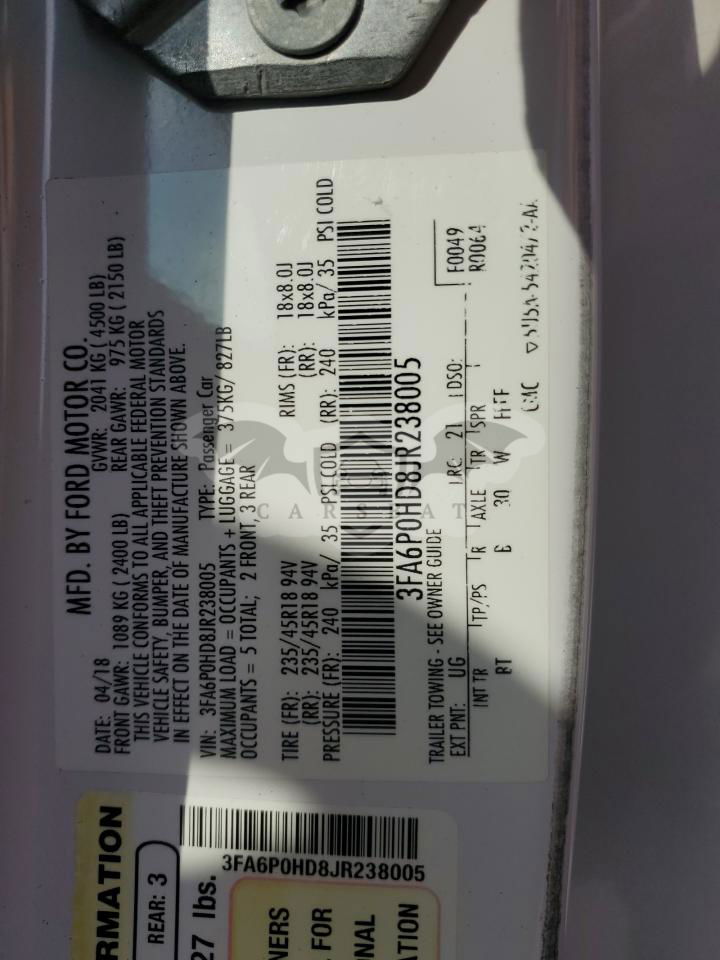 MFD. BY FORD MOTOR CO.
DATE: 04/18 GVWR: 2041 KG ( 4500 LB)
FRONT GAWR: 1089 KG ( 2400 LB) REAR GAWR: 975 KG ( 2150 LB)
THIS VEHICLE CONFORMS TO ALL APPLICABLE FEDERAL MOTOR
VEHICLE SAFETY, BUMPER, AND THEFT PREVENTION STANDARDS
IN EFFECT ON THE DATE OF MANUFACTURE SHOWN ABOVE.
VIN: 3FA6P0HD8JR238005 TYPE: Passenger Car
MAXIMUM LOAD = OCCUPANTS + LUGGAGE = 375KG/ 827LB
OCCUPANTS = 5 TOTAL; 2 FRONT, 3 REAR
TIRE (FR): 235/45R18 94V RIMS (FR): 18x8.0J
(RR): 235/45R18 94V (RR): 18x8.0J
PRESSURE (FR): 240 kPa/ 35 PSI COLD (RR): 240 kPa/ 35 PSI COLD
3FA6P0HD8JR238005
TRAILER TOWING - SEE OWNER GUIDE
F0049
R0064
EXT PNT: UG RC: 21 DSO:
INT TR TP/PS R AXLE TR SPR
30 W
RMATION
REAR: 3
27 lbs.
3FA6P0HD8JR238005
NERS
FOR
NAL
ATION